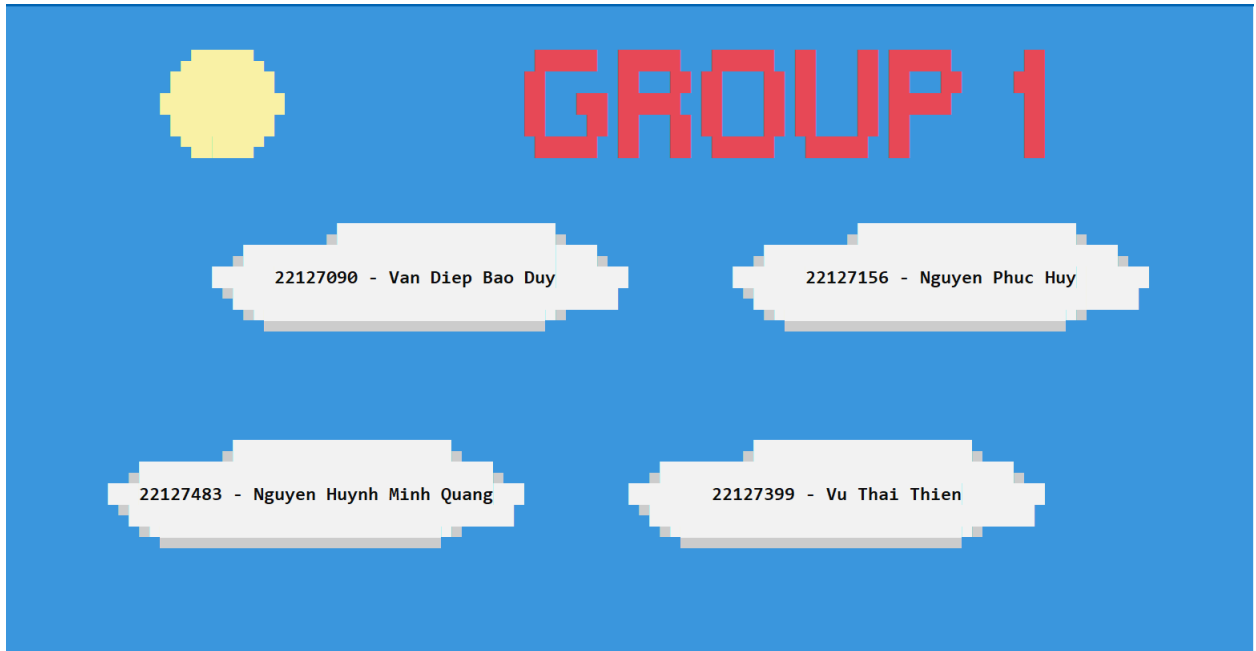 GROUP 1
22127090 - Van Diep Bao Duy
22127156 - Nguyen Phuc Huy
22127483 - Nguyen Huynh Minh Quang
22127399 - Vu Thai Thien